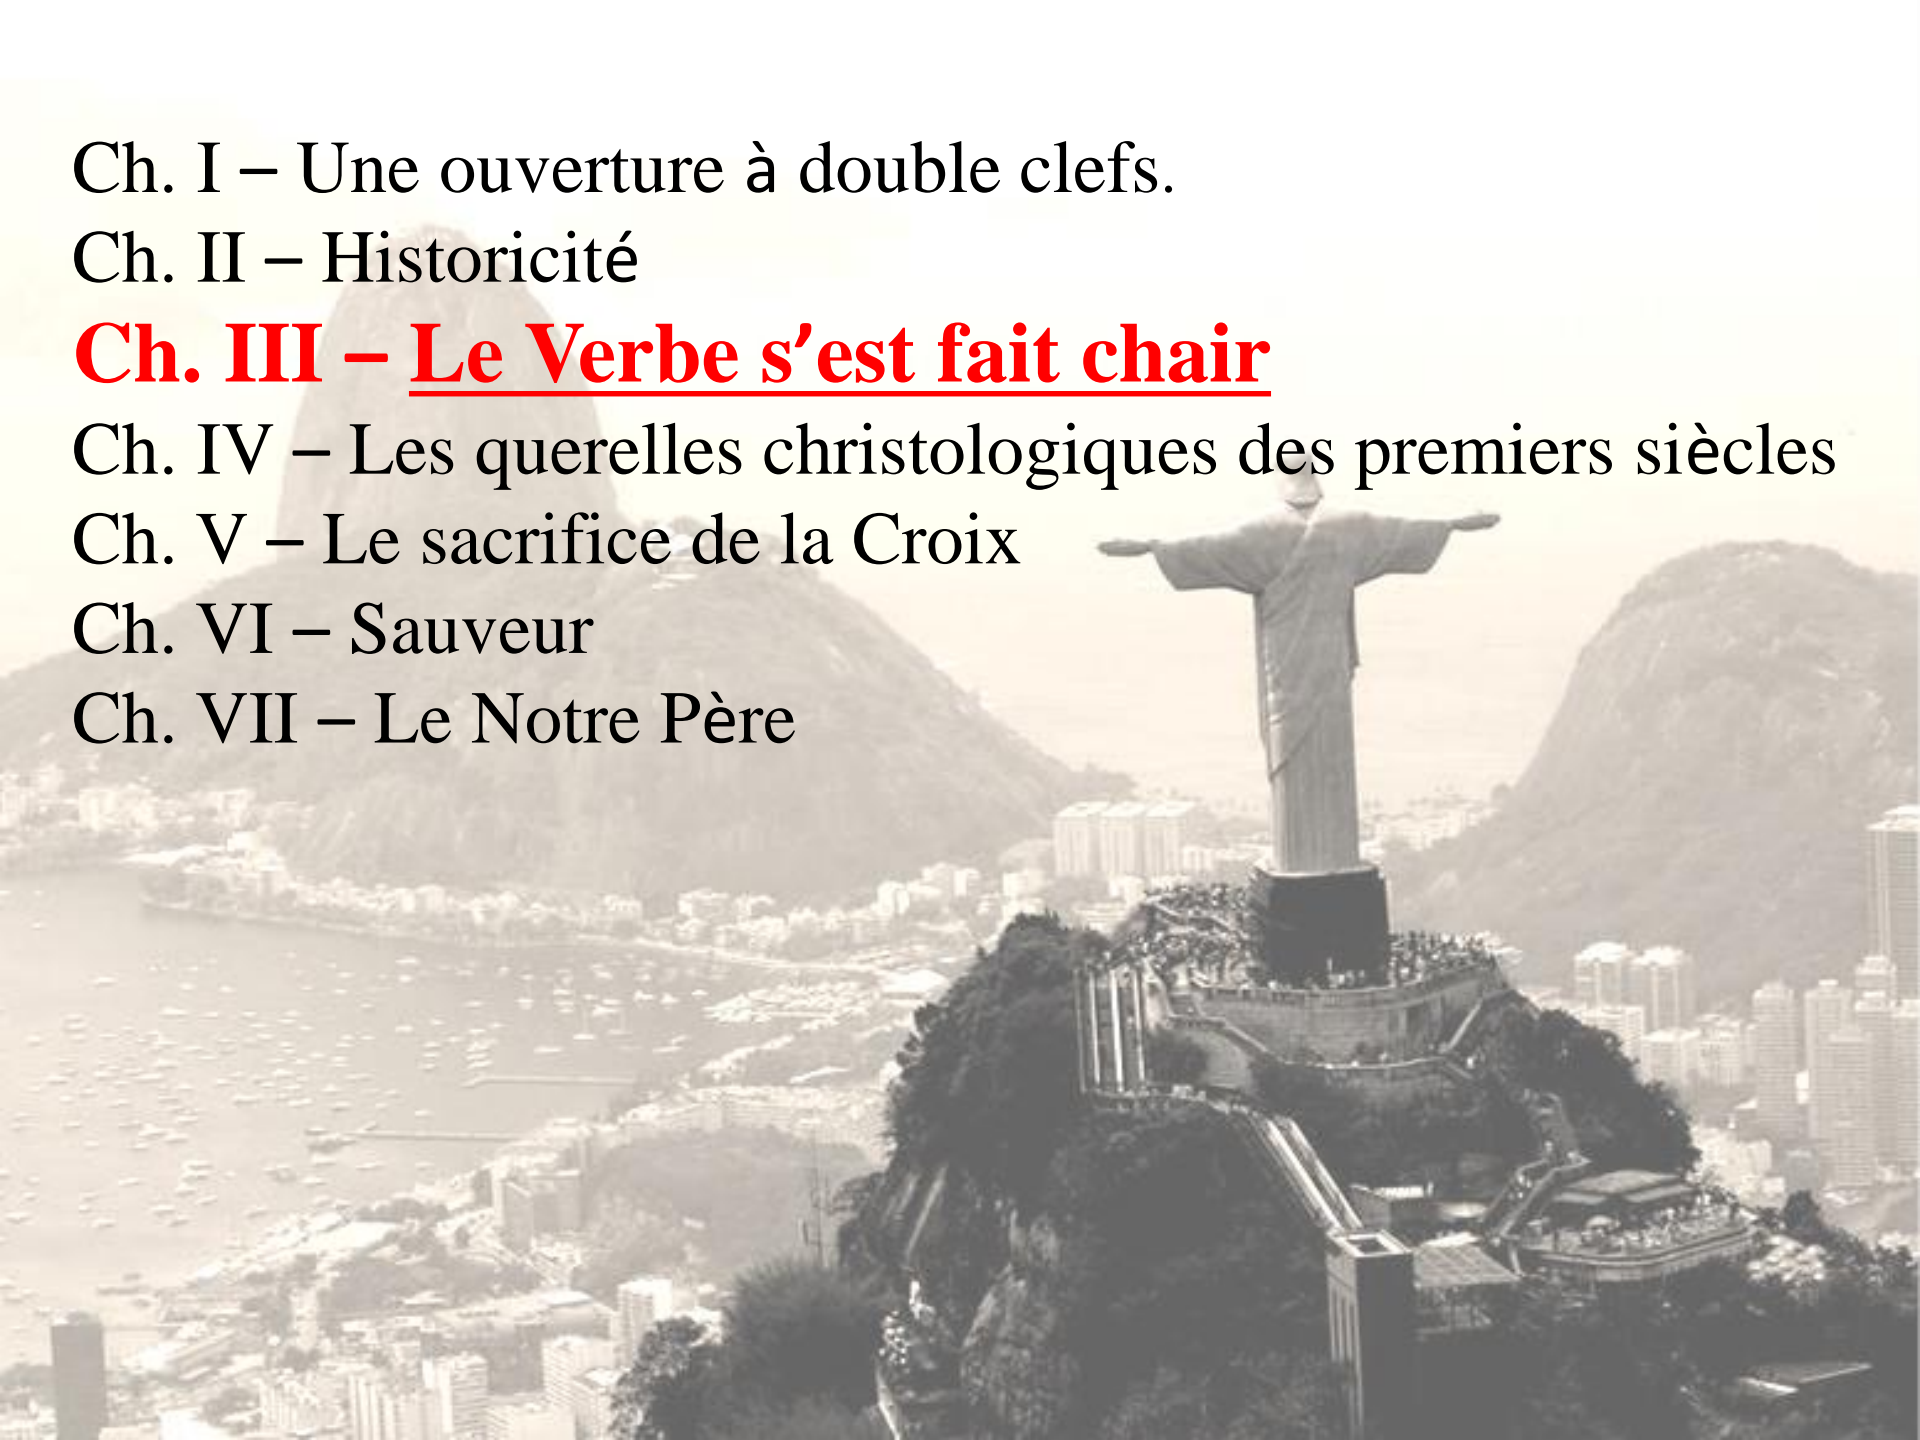 Ch. I – Une ouverture à double clefs.
Ch. II – Historicité
Ch. III – Le Verbe s’est fait chair
Ch. IV – Les querelles christologiques des premiers siècles
Ch. V – Le sacrifice de la Croix
Ch. VI – Sauveur
Ch. VII – Le Notre Père